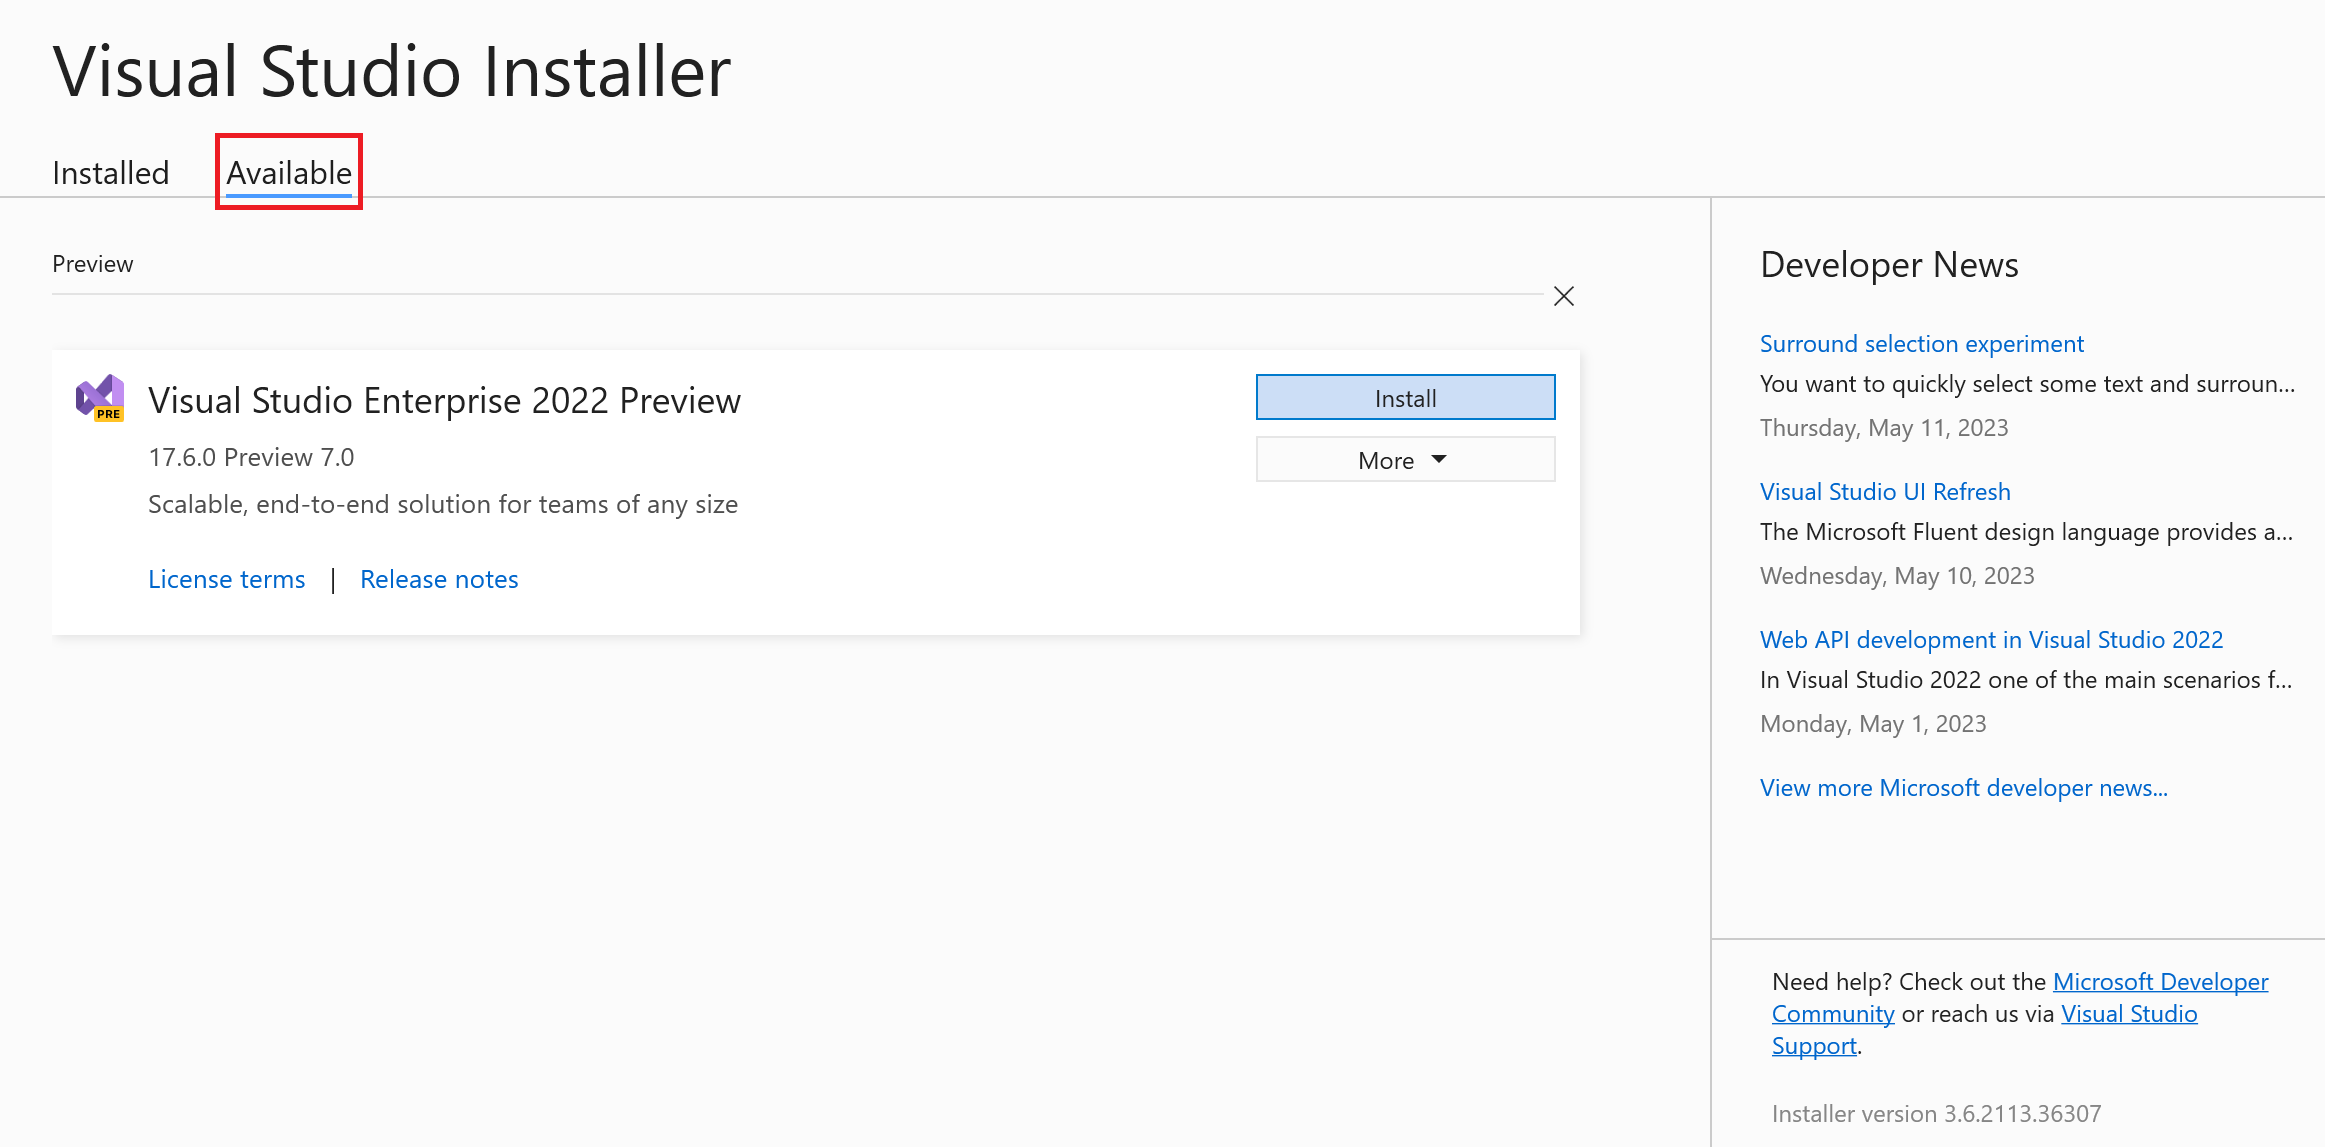 Visual Studio Installer
Installed
Available
Preview
PRE
Visual Studio Enterprise 2022 Preview
17.6.0 Preview 7.0
Scalable, end-to-end solution for teams of any size
License terms | Release notes
Install
More
Developer News
Surround selection experiment
You want to quickly select some text and surroun...
Thursday, May 11, 2023
Visual Studio UI Refresh
The Microsoft Fluent design language provides a...
Wednesday, May 10, 2023
Web API development in Visual Studio 2022
In Visual Studio 2022 one of the main scenarios f...
Monday, May 1, 2023
View more Microsoft developer news...
Need help? Check out the Microsoft Developer
Community or reach us via Visual Studio
Support.
Installer version 3.6.2113.36307